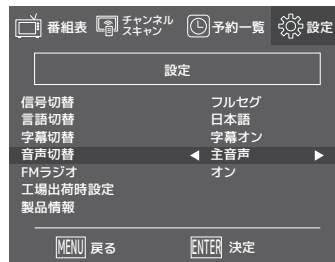 番組表 チャンネルスキャン 予約一覧 設定
設定
信号切替 フルセグ
言語切替 日本語
字幕切替 字幕オン
音声切替 ◀ 主音声 ▶
FMラジオ オン
工場出荷時設定
製品情報
MENU 戻る ENTER 決定